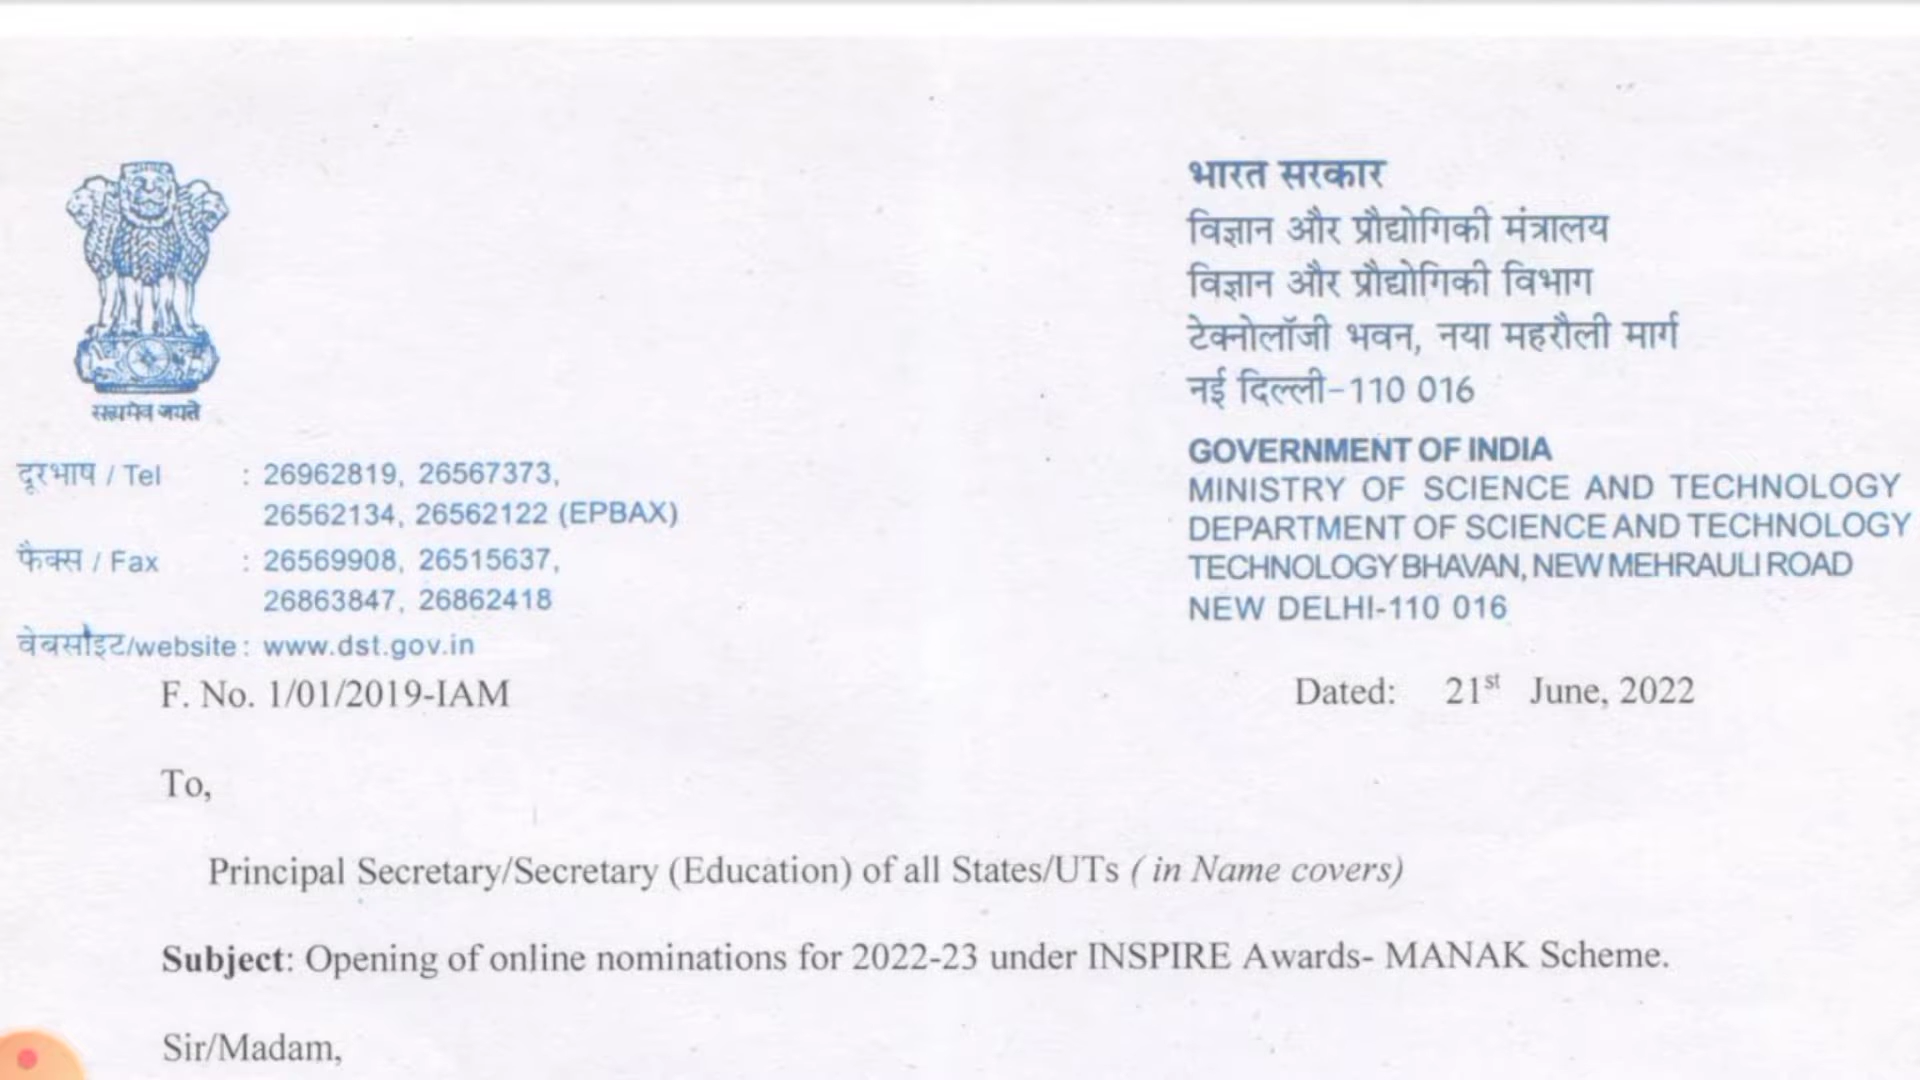 सत्यमेव जयते
दूरभाष / Tel : 26962819, 26567373,
26562134, 26562122 (EPBAX)
फैक्स / Fax : 26569908, 26515637,
26863847, 26862418
वेबसाइट/website : www.dst.gov.in
भारत सरकार
विज्ञान और प्रौद्योगिकी मंत्रालय
विज्ञान और प्रौद्योगिकी विभाग
टेक्नोलॉजी भवन, नया महरौली मार्ग
नई दिल्ली-110 016
GOVERNMENT OF INDIA
MINISTRY OF SCIENCE AND TECHNOLOGY
DEPARTMENT OF SCIENCE AND TECHNOLOGY
TECHNOLOGY BHAVAN, NEW MEHRAULI ROAD
NEW DELHI-110 016
F. No. 1/01/2019-IAM
Dated: 21st June, 2022
To,
Principal Secretary/Secretary (Education) of all States/UTs ( in Name covers)
Subject: Opening of online nominations for 2022-23 under INSPIRE Awards- MANAK Scheme.
Sir/Madam,